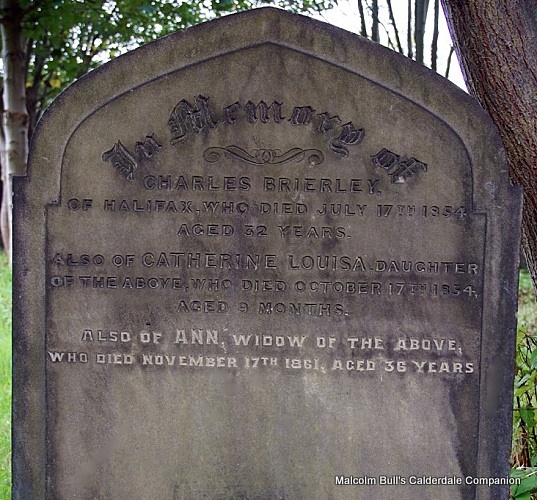 In Memory of
CHARLES BRIERLEY,
OF HALIFAX, WHO DIED JULY 17TH 1854
AGED 32 YEARS.
ALSO OF CATHERINE LOUISA, DAUGHTER
OF THE ABOVE, WHO DIED OCTOBER 17TH 1854,
AGED 9 MONTHS.
ALSO OF ANN, WIDOW OF THE ABOVE,
WHO DIED NOVEMBER 17TH 1861, AGED 36 YEARS
Malcolm Bull's Calderdale Companion